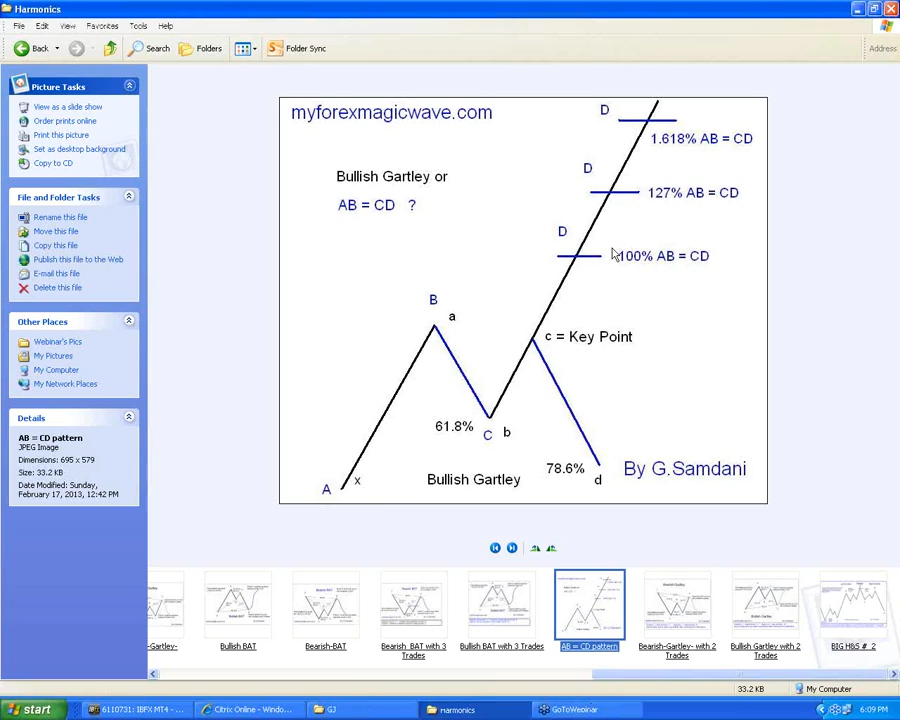 Harmonics
File Edit View Favorites Tools Help
Back Search Folders Folder Sync Address
Picture Tasks
View as a slide show
Order prints online
Print this picture
Set as desktop background
Copy to CD
File and Folder Tasks
Rename this file
Move this file
Copy this file
Publish this file to the Web
E-mail this file
Delete this file
Other Places
Webinar's Pics
My Pictures
My Computer
My Network Places
Details
AB = CD pattern
JPEG Image
Dimensions: 695 x 579
Size: 33.2 KB
Date Modified: Sunday,
February 17, 2013, 12:42 PM
myforexmagicwave.com
D
1.618% AB = CD
Bullish Gartley or
AB = CD ?
D
127% AB = CD
D
100% AB = CD
B
a
c = Key Point
61.8%
C b
78.6%
d
By G.Samdani
Bullish Gartley
A x
-Gartley-
Bullish BAT
Bearish-BAT
Bearish BAT with 3
Trades
Bullish BAT with 3 Trades
AB = CD pattern
Bearish-Gartley- with 2
Trades
Bullish Gartley with 2
Trades
BIG H&S # 2
33.2 KB My Computer
start 6110731: IBFX MT4 - ... Citrix Online - Windo... GJ Harmonics GoToWebinar 6:09 PM